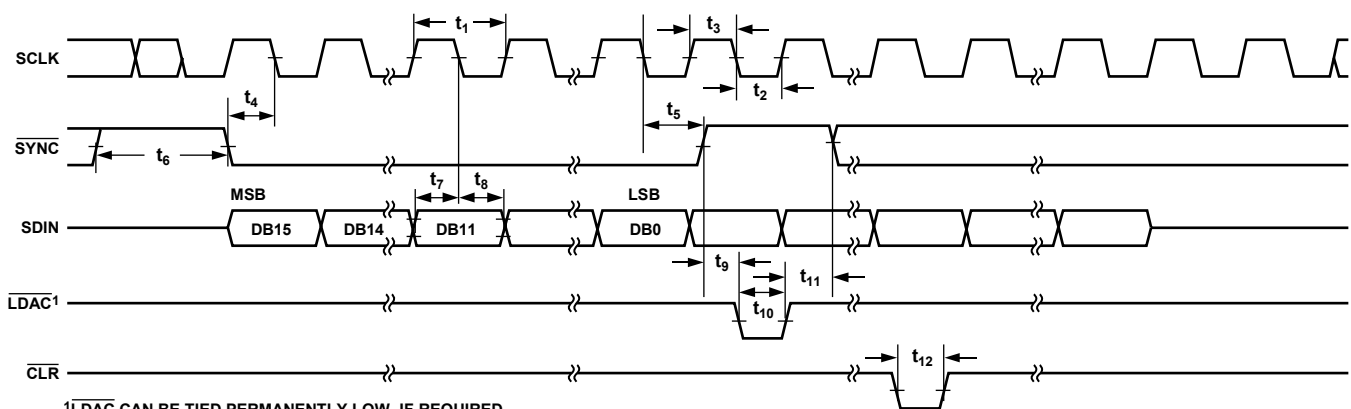 t1
t3
SCLK
t4
t2
t5
SYNC
t6
t7
t8
MSB
LSB
SDIN
DB15
DB14
DB11
DB0
t9
t11
LDAC1
t10
t12
CLR
1LDAC CAN BE TIED PERMANENTLY LOW, IF REQUIRED.